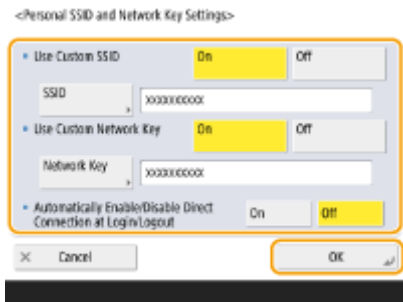 <Personal SSID and Network Key Settings>
Use Custom SSID On Off
SSID xxxxxxxxxx
Use Custom Network Key On Off
Network Key xxxxxxxxxx
Automatically Enable/Disable Direct
Connection at Login/Logout On Off
× Cancel OK